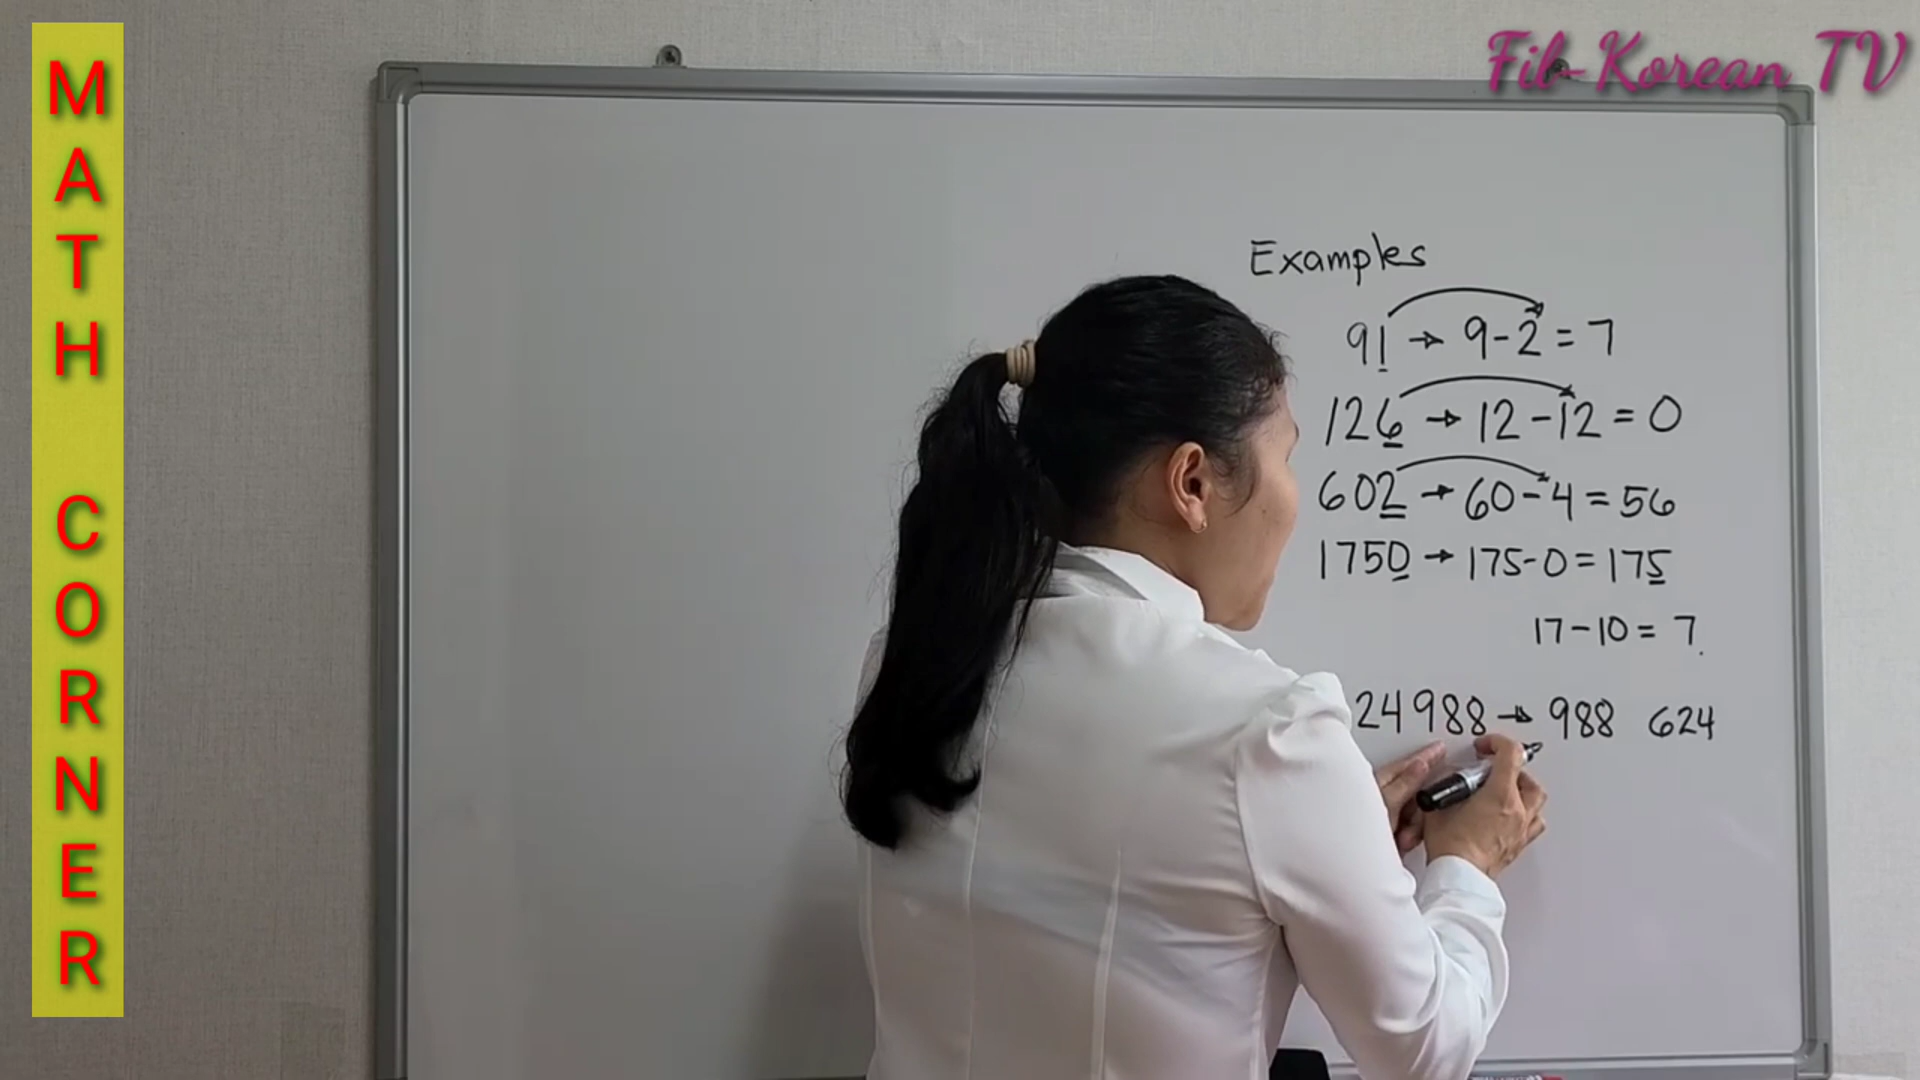 MATH CORNER
Fil-Korean TV
Examples
91 → 9-2=7
126 → 12-12=0
602 → 60-4=56
1750 → 175-0=175
17-10=7
24988 → 988 624